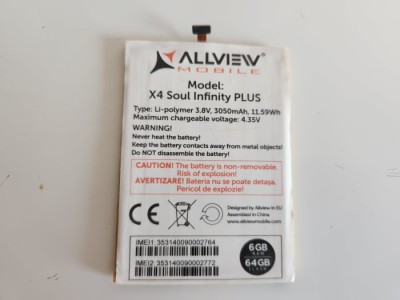 ALLVIEW
MOBILE
Model:
X4 Soul Infinity PLUS
Type: Li-polymer 3.8V, 3050mAh, 11.59Wh
Maximum chargeable voltage: 4.35V
WARNING!
Never heat the battery!
Keep the battery contacts away from metal objects!
Do NOT disassemble the battery!
CAUTION! The battery is non-removable.
Risk of explosion!
AVERTIZARE! Bateria nu se poate detaşa.
Pericol de explozie!
CE
Designed by Allview in EU
Assembled in China
www.allviewmobile.com
IMEI1: 353140090002764
IMEI2: 353140090002772
6GB
RAM
64GB
FLASH